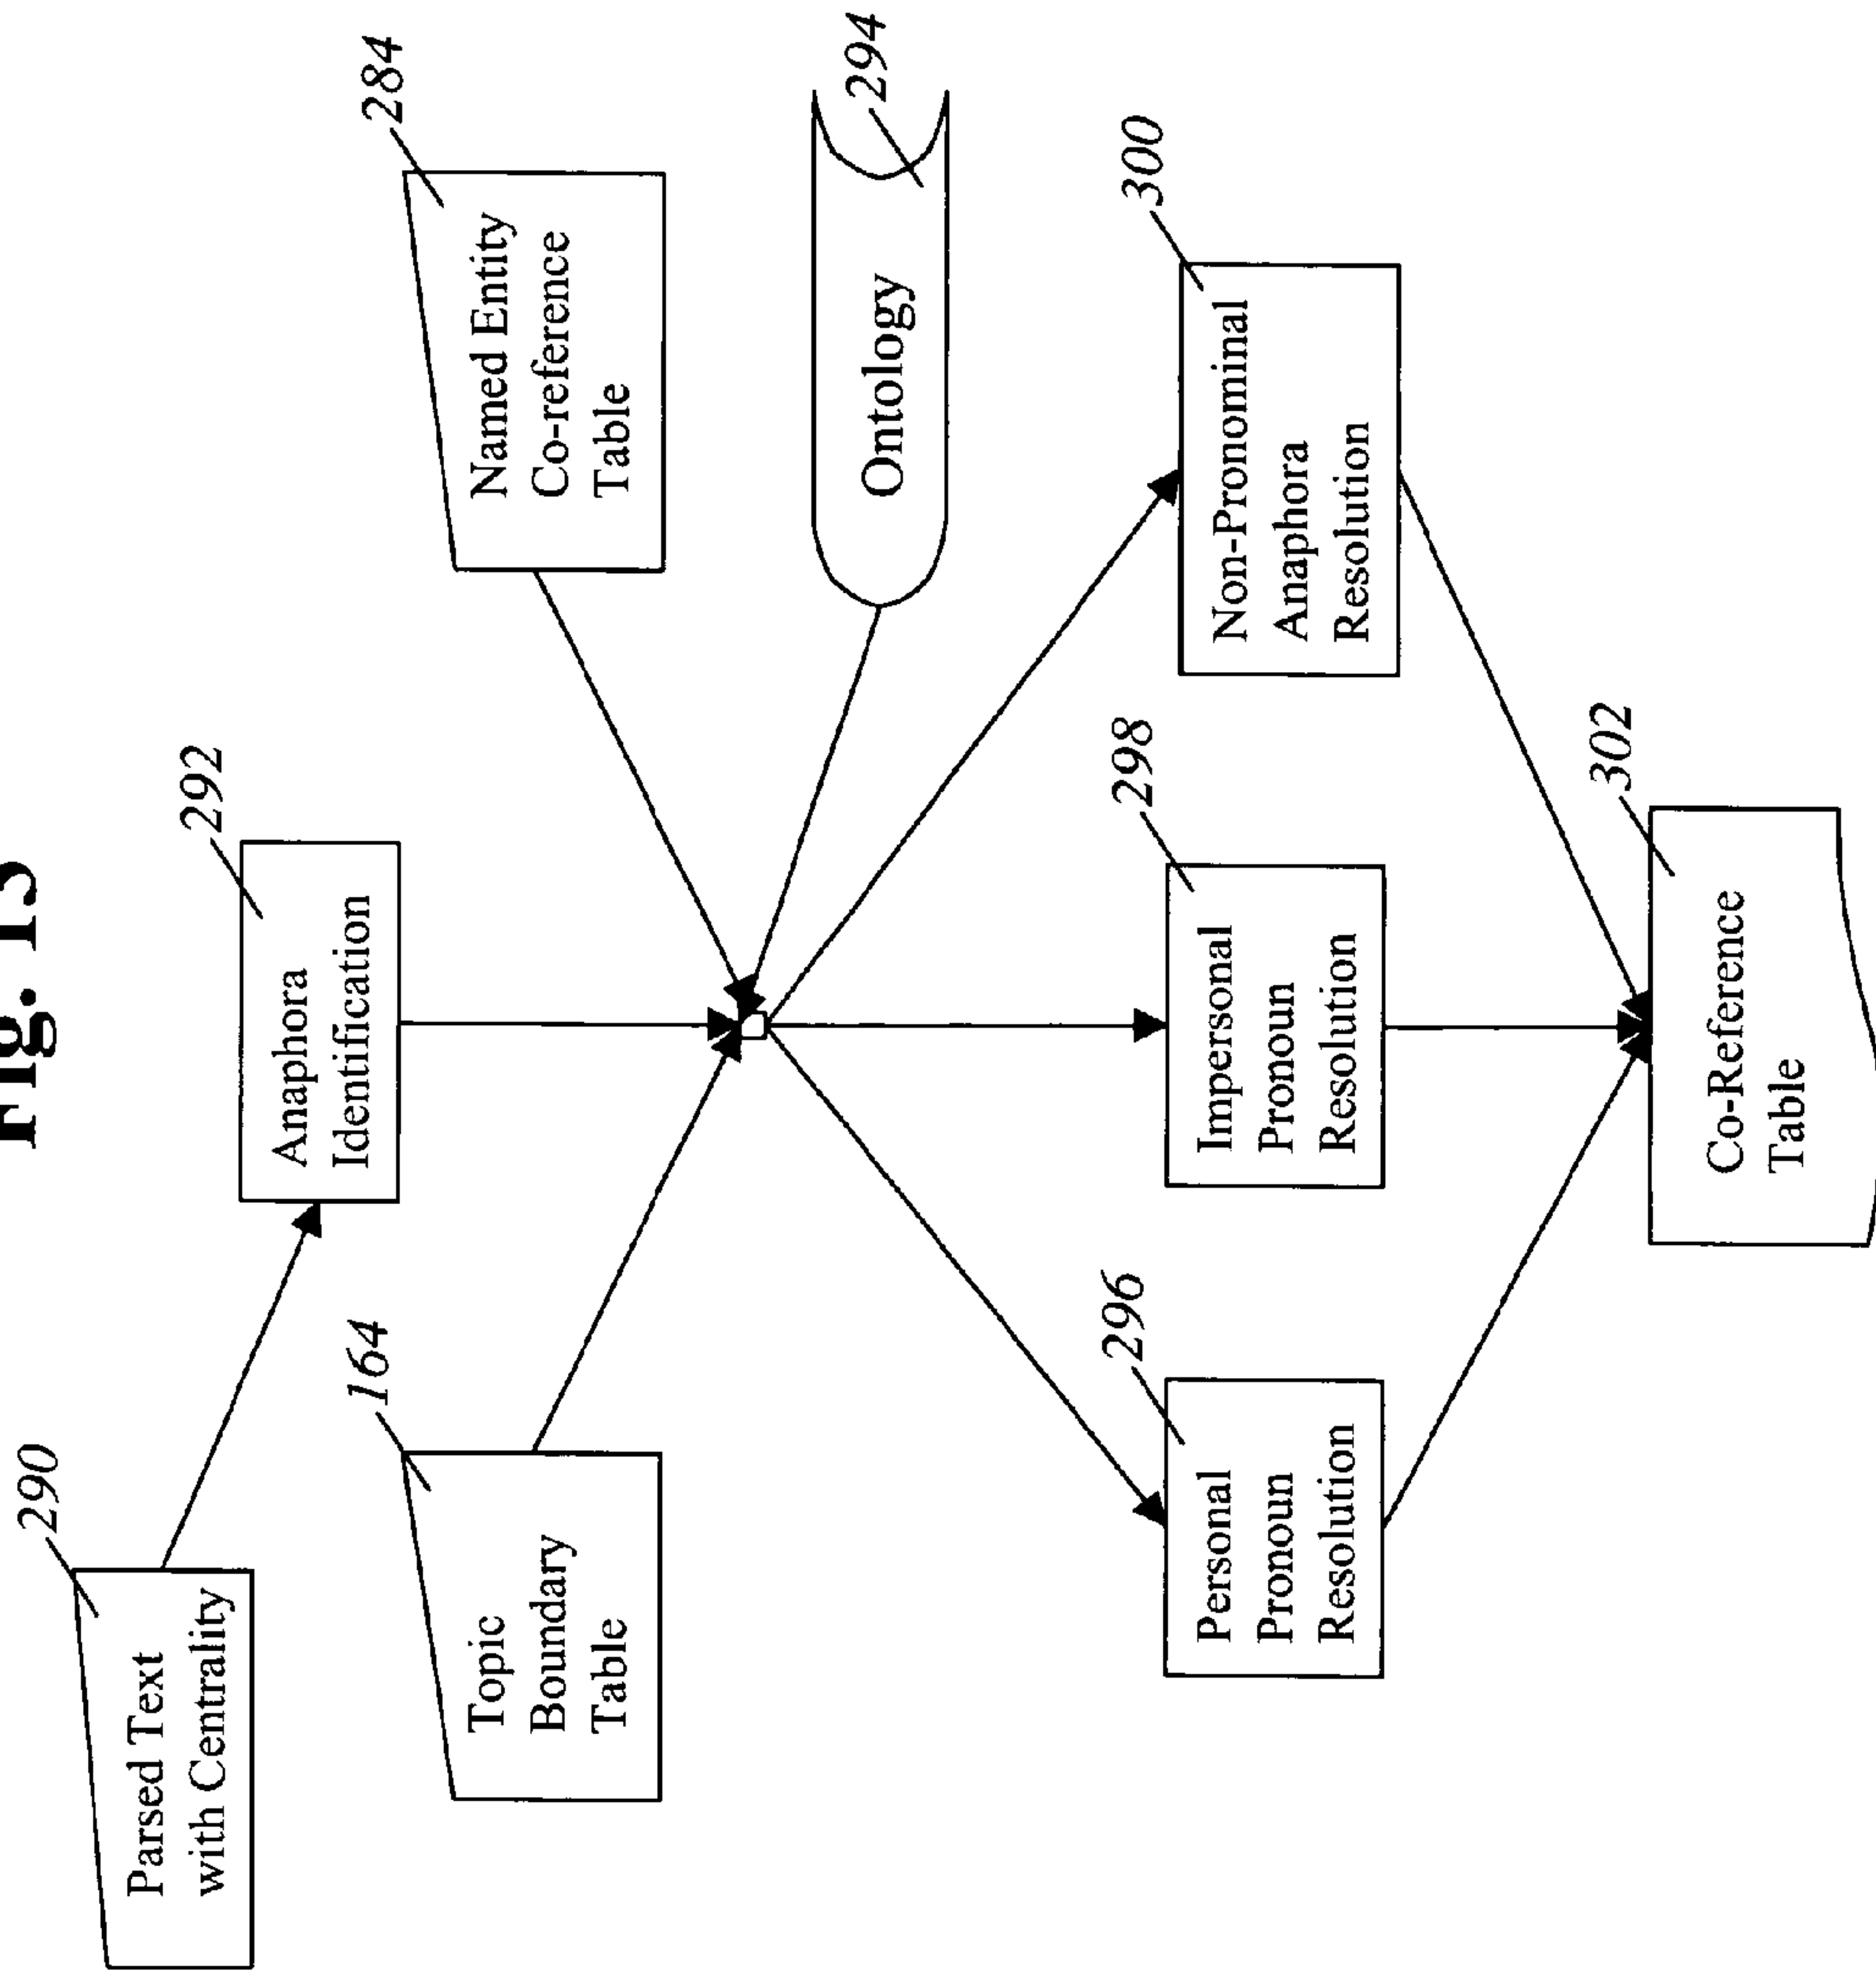 Fig.
290
Parsed Text
with Centrality
292
Anaphora
Identification
164
Topic
Boundary
Table
284
Named Entity
Co-reference
Table
294
Ontology
296
Personal
Pronoun
Resolution
298
Impersonal
Pronoun
Resolution
300
Non-Pronominal
Anaphora
Resolution
302
Co-Reference
Table